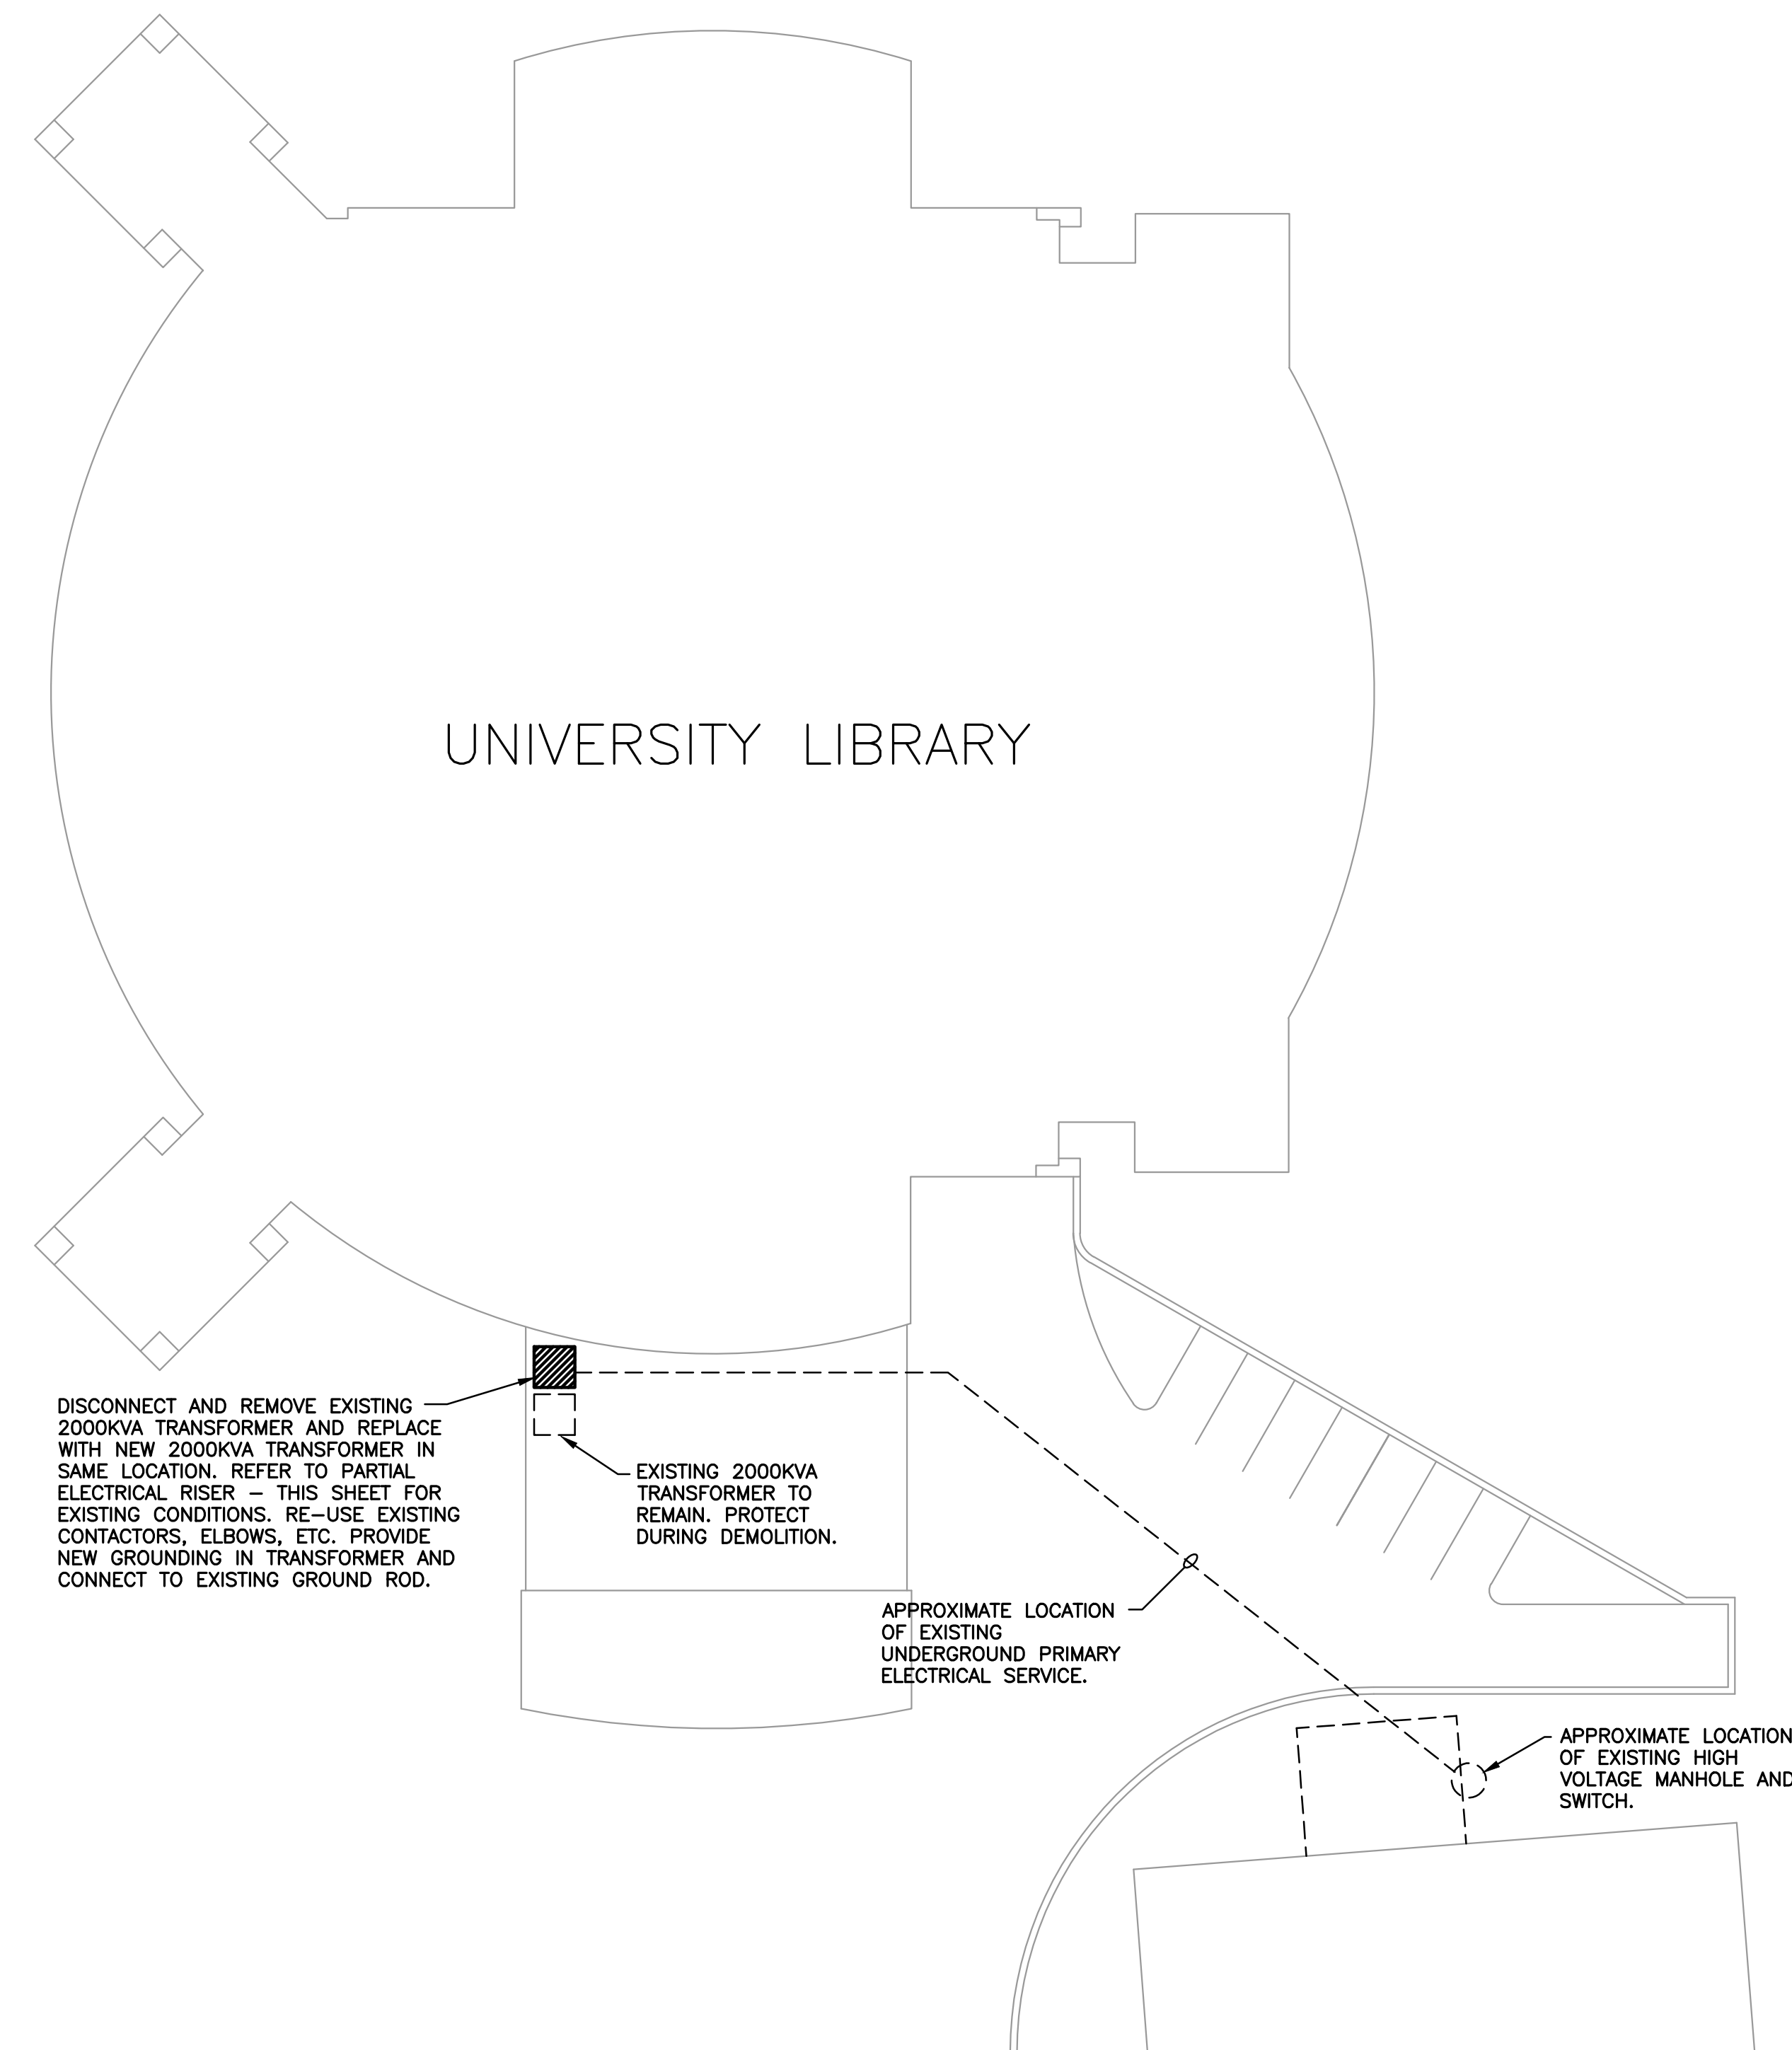 UNIVERSITY LIBRARY
DISCONNECT AND REMOVE EXISTING
2000KVA TRANSFORMER AND REPLACE
WITH NEW 2000KVA TRANSFORMER IN
SAME LOCATION. REFER TO PARTIAL
ELECTRICAL RISER – THIS SHEET FOR
EXISTING CONDITIONS. RE-USE EXISTING
CONTACTORS, ELBOWS, ETC. PROVIDE
NEW GROUNDING IN TRANSFORMER AND
CONNECT TO EXISTING GROUND ROD.
EXISTING 2000KVA
TRANSFORMER TO
REMAIN. PROTECT
DURING DEMOLITION.
APPROXIMATE LOCATION
OF EXISTING
UNDERGROUND PRIMARY
ELECTRICAL SERVICE.
APPROXIMATE LOCATION
OF EXISTING HIGH
VOLTAGE MANHOLE AND
SWITCH.